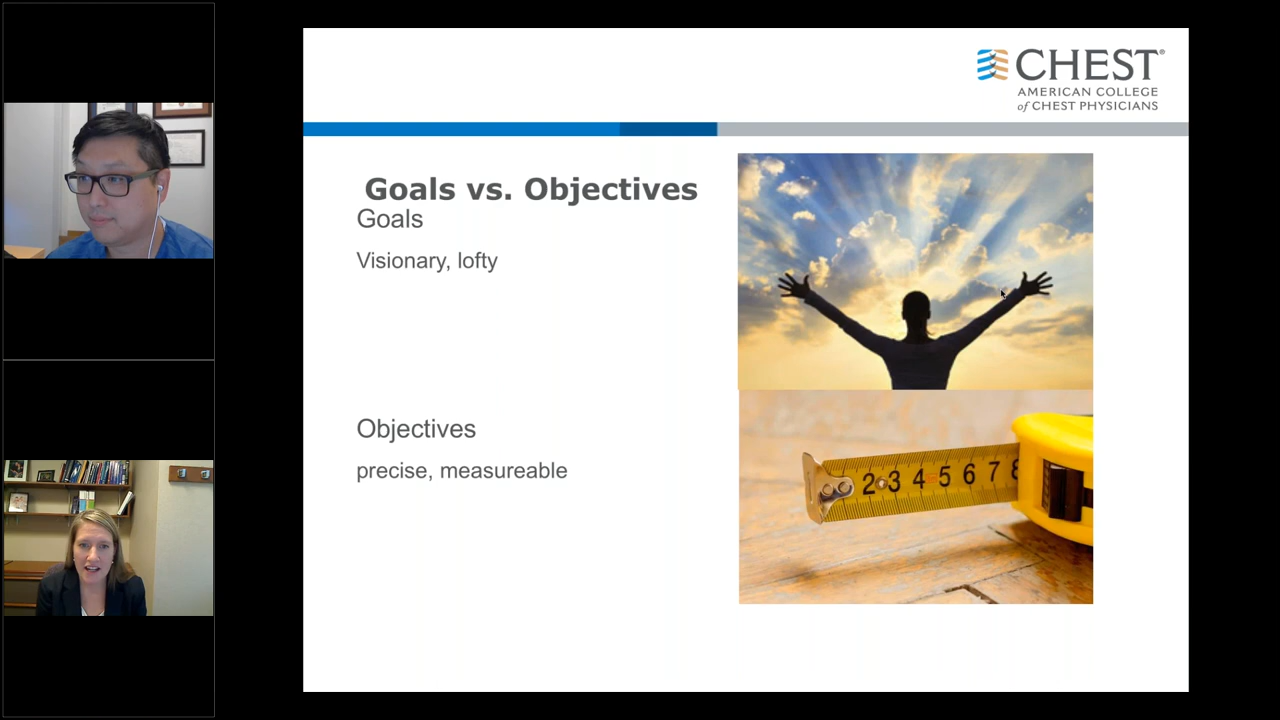 CHEST®
AMERICAN COLLEGE
of CHEST PHYSICIANS
Goals vs. Objectives
Goals
Visionary, lofty
Objectives
precise, measureable
2 3 4 5 6 7 8